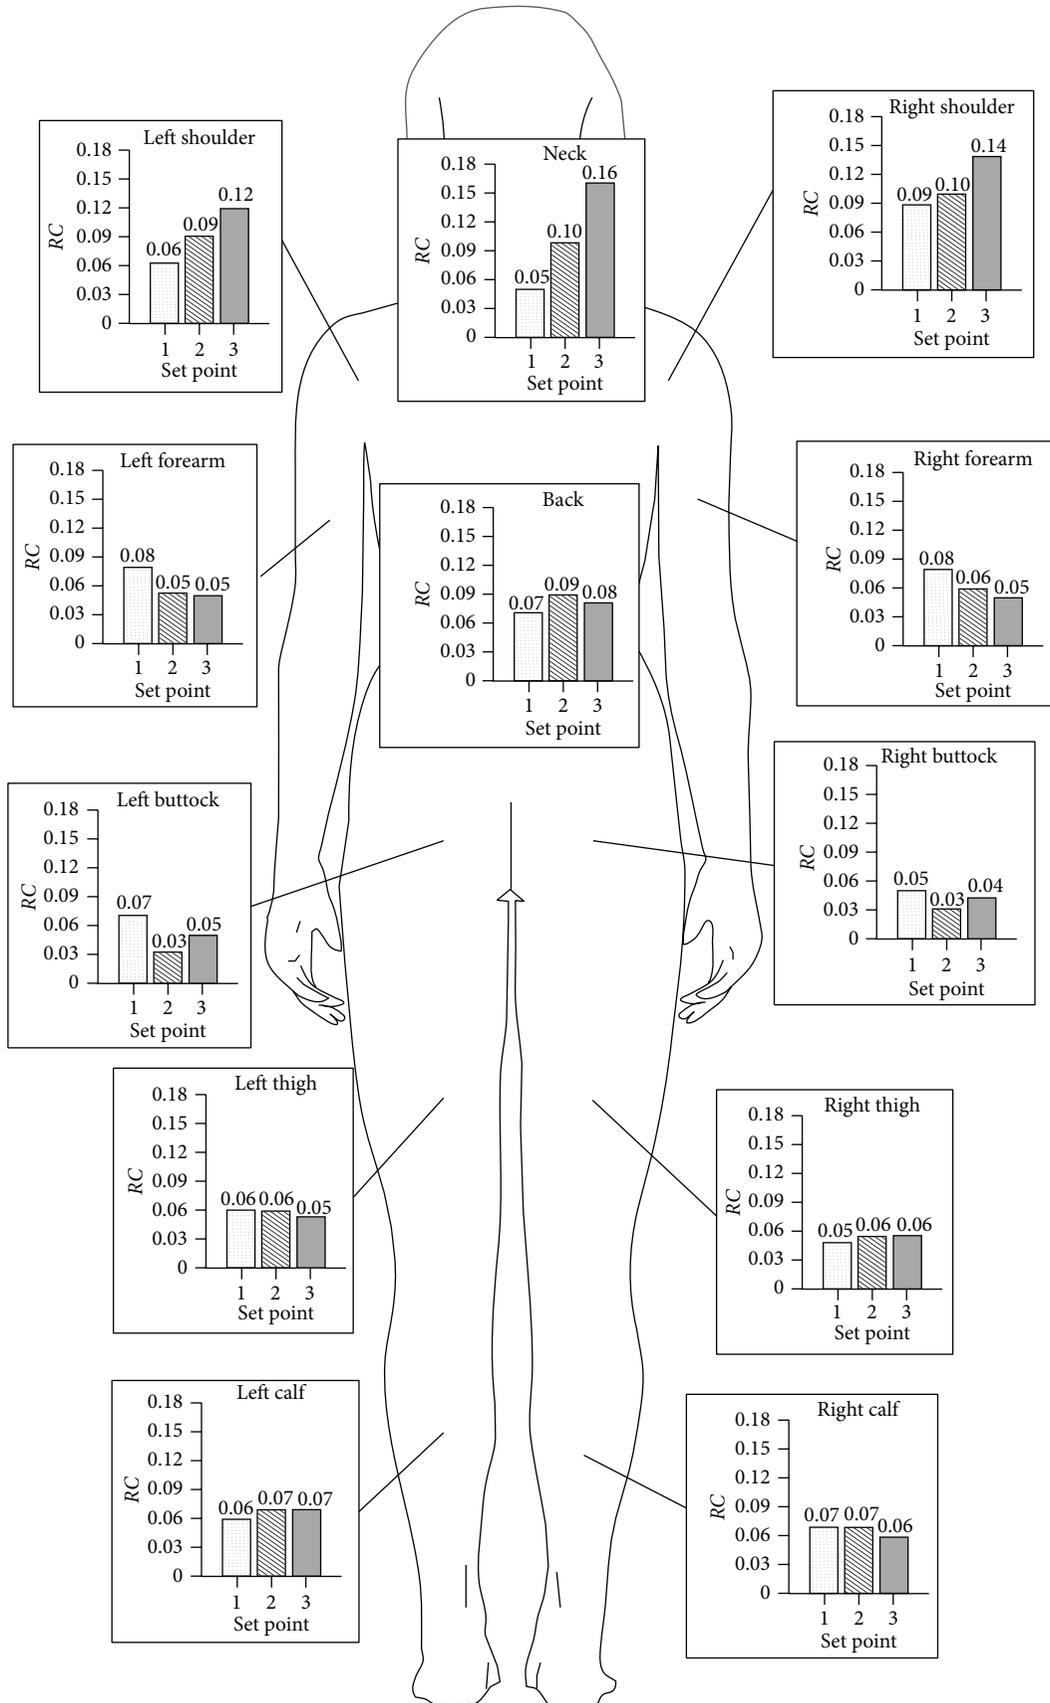 Left shoulder
0.18
0.15
0.12
0.09
0.06
0.03
0
RC
0.06
0.09
0.12
1 2 3
Set point
Neck
0.18
0.15
0.12
0.09
0.06
0.03
0
RC
0.05
0.10
0.16
1 2 3
Set point
Right shoulder
0.18
0.15
0.12
0.09
0.06
0.03
0
RC
0.09
0.10
0.14
1 2 3
Set point
Left forearm
0.18
0.15
0.12
0.09
0.06
0.03
0
RC
0.08
0.05
0.05
1 2 3
Set point
Back
0.18
0.15
0.12
0.09
0.06
0.03
0
RC
0.07
0.09
0.08
1 2 3
Set point
Right forearm
0.18
0.15
0.12
0.09
0.06
0.03
0
RC
0.08
0.06
0.05
1 2 3
Set point
Left buttock
0.18
0.15
0.12
0.09
0.06
0.03
0
RC
0.07
0.03
0.05
1 2 3
Set point
Right buttock
0.18
0.15
0.12
0.09
0.06
0.03
0
RC
0.05
0.03
0.04
1 2 3
Set point
Left thigh
0.18
0.15
0.12
0.09
0.06
0.03
0
RC
0.06 0.06
0.05
1 2 3
Set point
Right thigh
0.18
0.15
0.12
0.09
0.06
0.03
0
RC
0.05
0.06 0.06
1 2 3
Set point
Left calf
0.18
0.15
0.12
0.09
0.06
0.03
0
RC
0.06
0.07 0.07
1 2 3
Set point
Right calf
0.18
0.15
0.12
0.09
0.06
0.03
0
RC
0.07 0.07
0.06
1 2 3
Set point